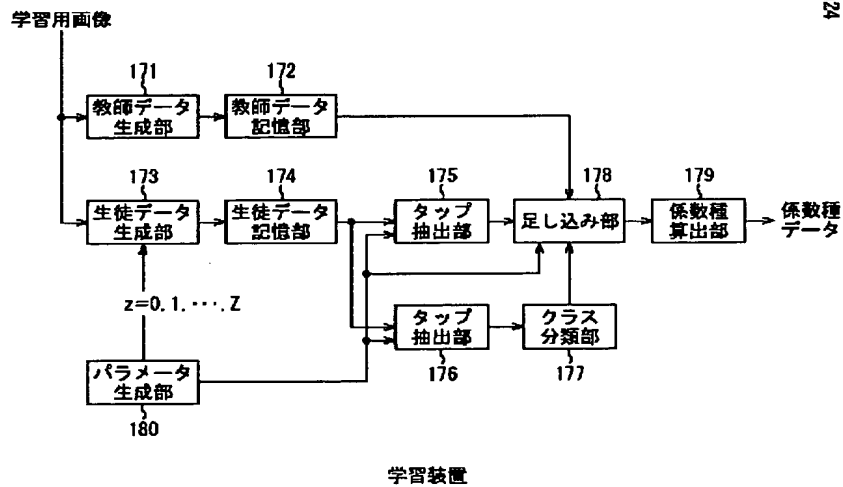 24
学習用画像
171
172
教師データ
生成部
教師データ
記憶部
173
174
175
178
179
生徒データ
生成部
生徒データ
記憶部
タップ
抽出部
足し込み部
係数種
算出部
係数種
データ
z=0.1.・・・.Z
タップ
抽出部
クラス
分類部
176
177
パラメータ
生成部
180
学習装置